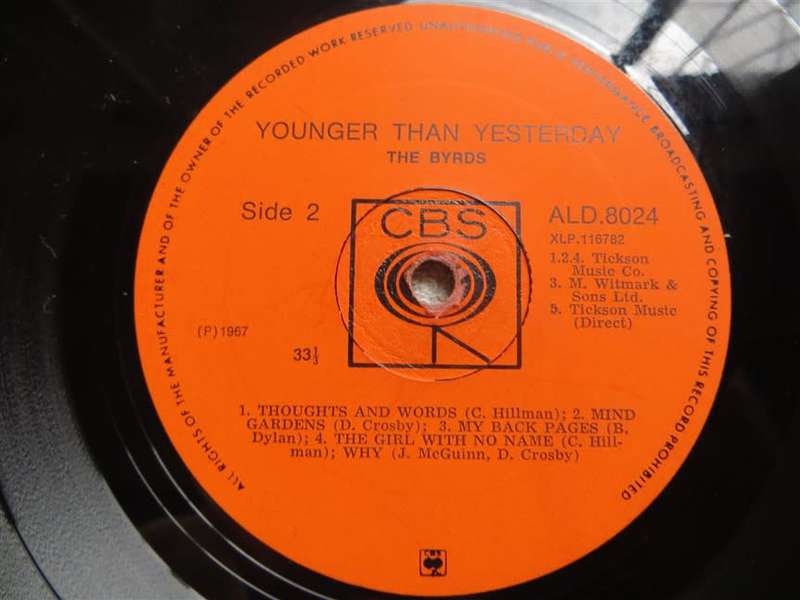 ALL RIGHTS OF THE MANUFACTURER AND OF THE OWNER OF THE RECORDED WORK RESERVED UNAUTHORISED PUBLIC PERFORMANCE BROADCASTING AND COPYING OF THIS RECORD PROHIBITED
YOUNGER THAN YESTERDAY
THE BYRDS
Side 2
CBS
ALD.8024
XLP.116782
1.2.4. Tickson
Music Co.
3. M. Witmark &
Sons Ltd.
5. Tickson Music
(Direct)
(P) 1967
33⅓
1. THOUGHTS AND WORDS (C. Hillman); 2. MIND
GARDENS (D. Crosby); 3. MY BACK PAGES (B.
Dylan); 4. THE GIRL WITH NO NAME (C. Hill-
man); WHY (J. McGuinn, D. Crosby)
CBS